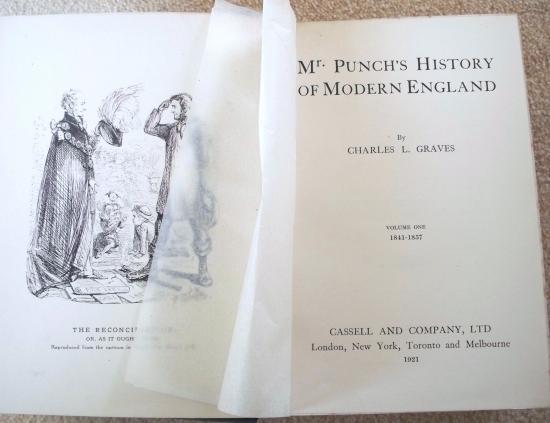 THE RECONCI
OR, AS IT OUGH
Reproduced from the cartoon in
Mr. PUNCH'S HISTORY
OF MODERN ENGLAND
By
CHARLES L. GRAVES
VOLUME ONE
1841-1857
CASSELL AND COMPANY, LTD
London, New York, Toronto and Melbourne
1921